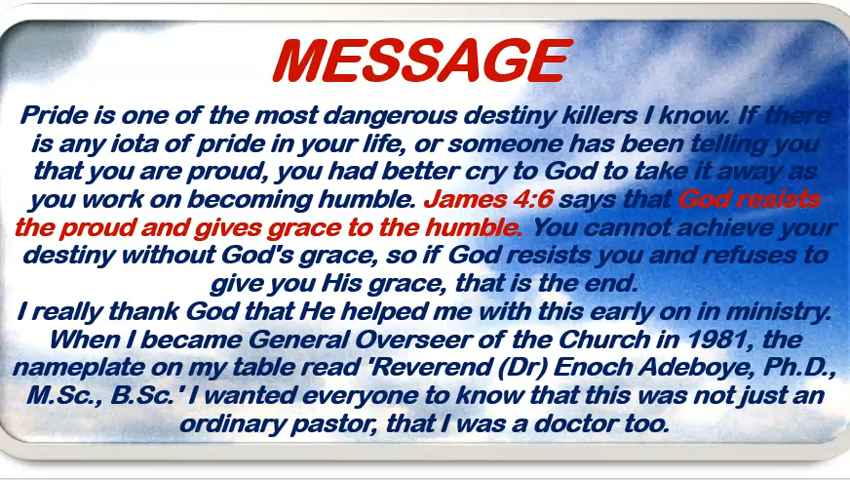 MESSAGE
Pride is one of the most dangerous destiny killers I know. If there
is any iota of pride in your life, or someone has been telling you
that you are proud, you had better cry to God to take it away as
you work on becoming humble. James 4:6 says that God resists
the proud and gives grace to the humble. You cannot achieve your
destiny without God's grace, so if God resists you and refuses to
give you His grace, that is the end.
I really thank God that He helped me with this early on in ministry.
When I became General Overseer of the Church in 1981, the
nameplate on my table read 'Reverend (Dr) Enoch Adeboye, Ph.D.,
M.Sc., B.Sc.' I wanted everyone to know that this was not just an
ordinary pastor, that I was a doctor too.